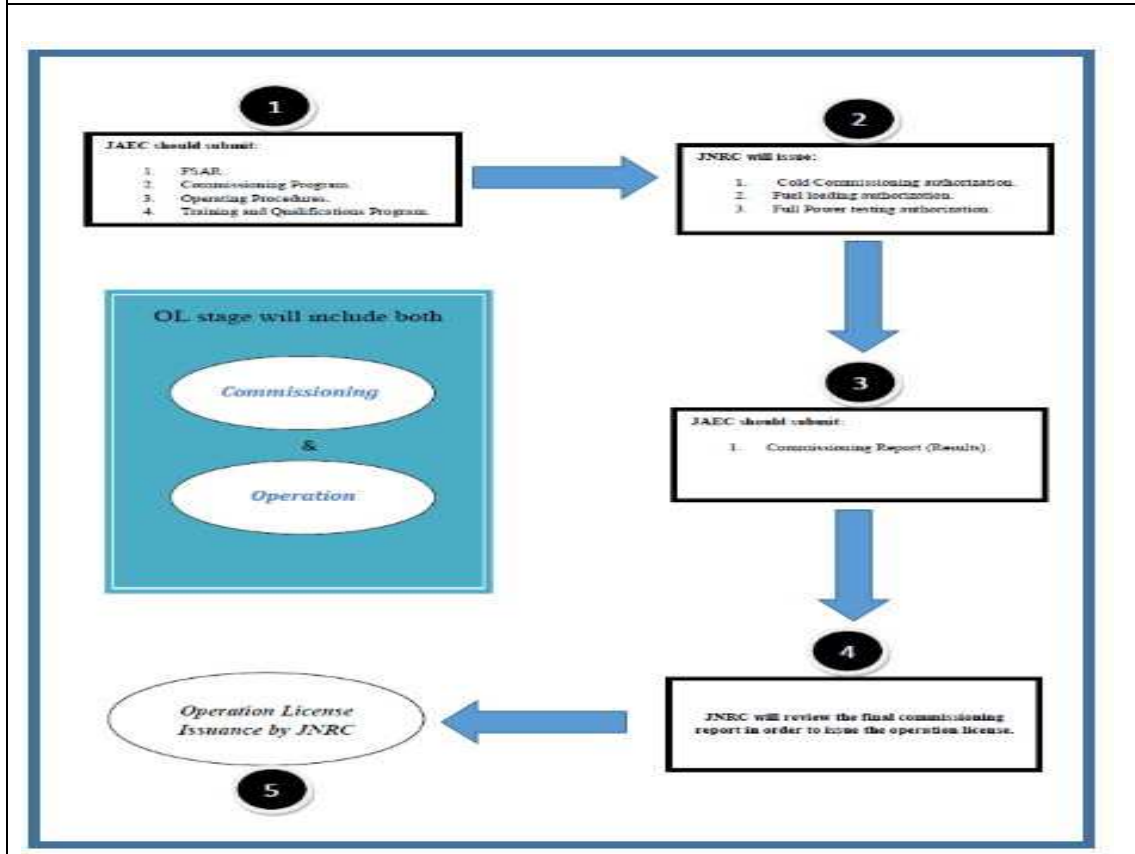 1
JAEC should submit:
1. FSAR.
2. Commissioning Program.
3. Operating Procedures.
4. Training and Qualifications Program.
2
JNRC will issue:
1. Cold Commissioning authorization.
2. Fuel loading authorization.
3. Full Power testing authorization.
OL stage will include both
Commissioning
&
Operation
3
JAEC should submit:
1. Commissioning Report (Results).
4
JNRC will review the final commissioning
report in order to issue the operation license.
Operation License
Issuance by JNRC
5